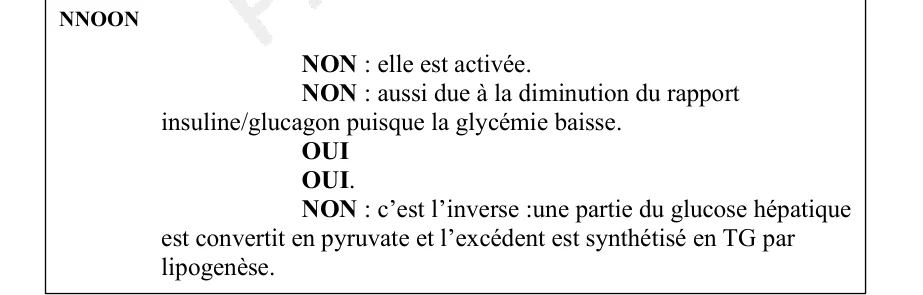 NNOON
NON : elle est activée.
NON : aussi due à la diminution du rapport
insuline/glucagon puisque la glycémie baisse.
OUI
OUI.
NON : c’est l’inverse :une partie du glucose hépatique
est convertit en pyruvate et l’excédent est synthétisé en TG par
lipogenèse.